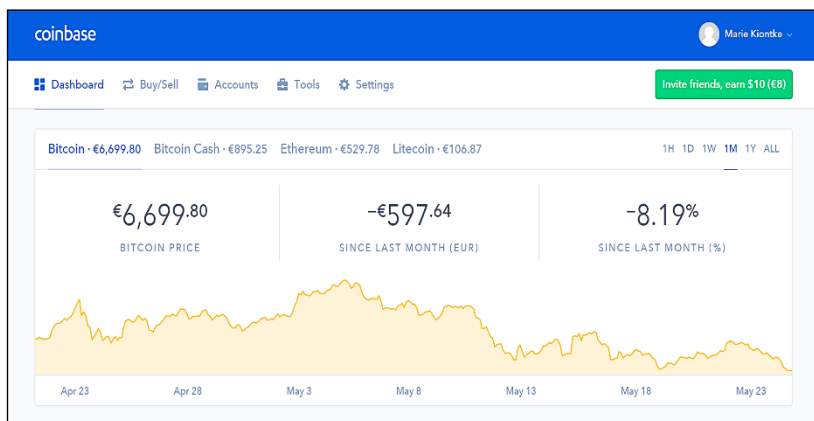 coinbase
Marie Kiontke
Dashboard Buy/Sell Accounts Tools Settings
Invite friends, earn $10 (€8)
Bitcoin · €6,699.80 Bitcoin Cash · €895.25 Ethereum · €529.78 Litecoin · €106.87
1H 1D 1W 1M 1Y ALL
€6,699.80
BITCOIN PRICE
−€597.64
SINCE LAST MONTH (EUR)
−8.19%
SINCE LAST MONTH (%)
Apr 23 Apr 28 May 3 May 8 May 13 May 18 May 23